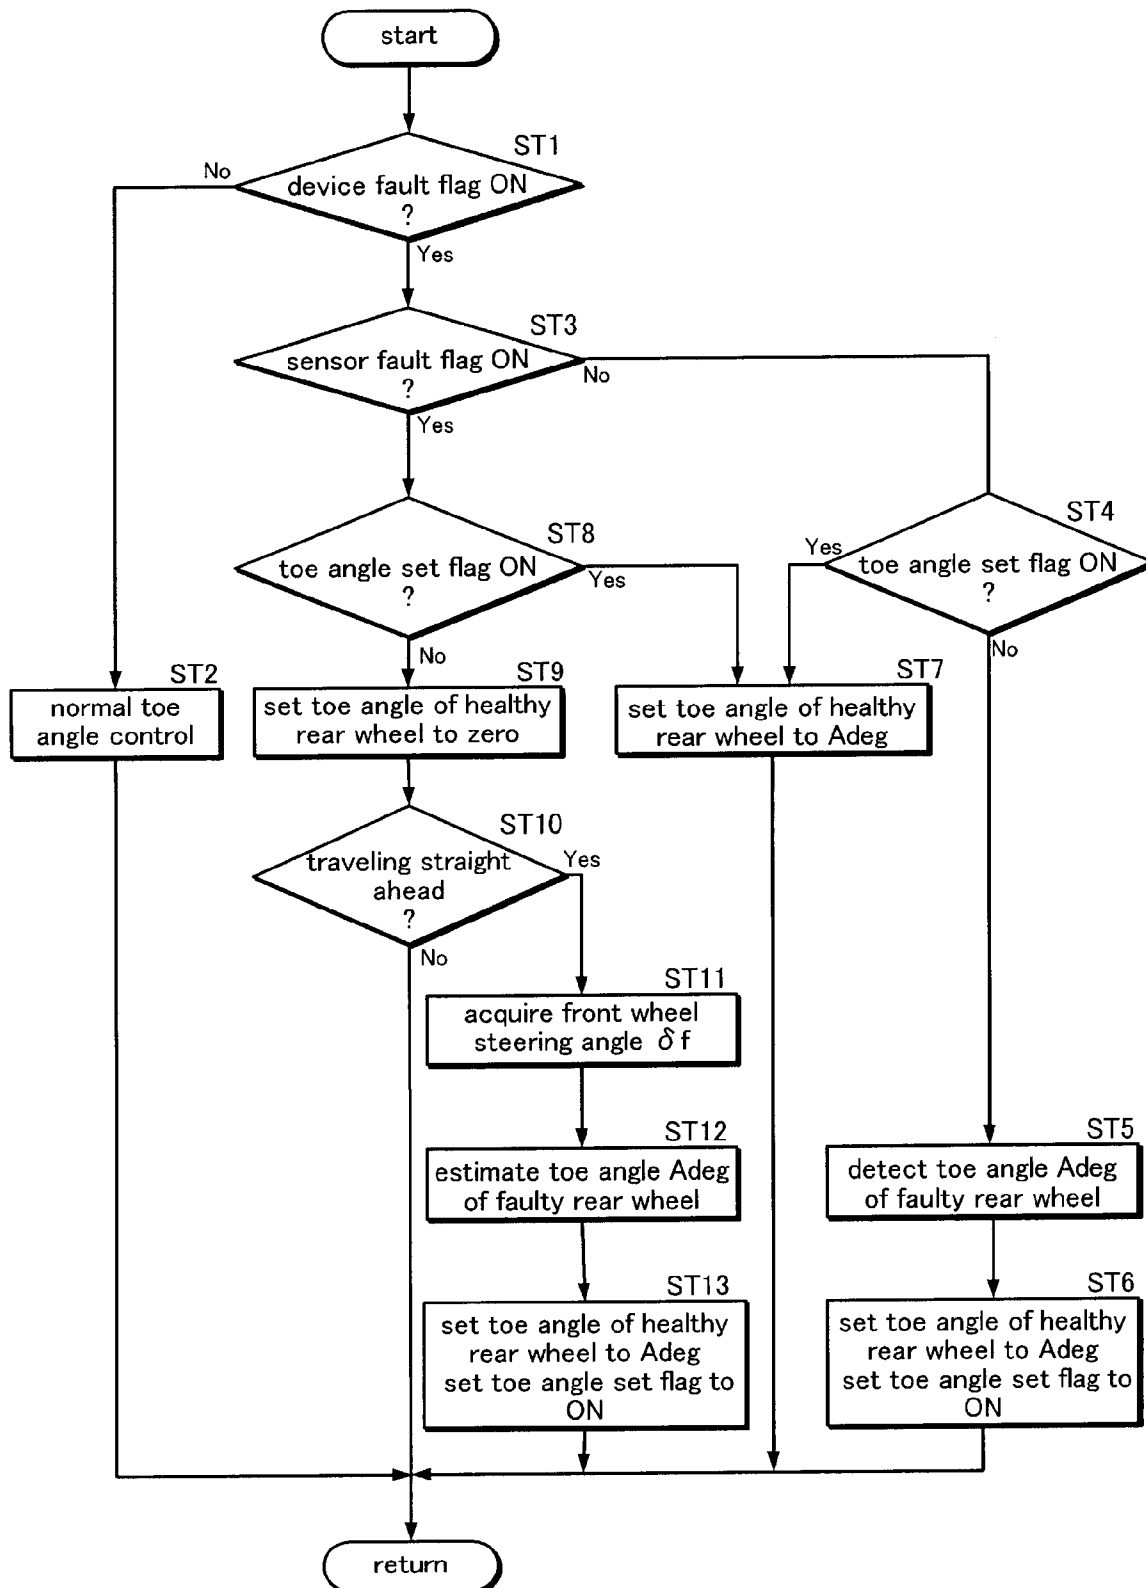 start
ST1
No
device fault flag ON
?
Yes
ST3
sensor fault flag ON
?
No
Yes
ST8
toe angle set flag ON
?
Yes
No
ST4
Yes
toe angle set flag ON
?
No
ST2
normal toe
angle control
ST9
set toe angle of healthy
rear wheel to zero
ST7
set toe angle of healthy
rear wheel to Adeg
ST10
traveling straight
ahead
?
Yes
No
ST11
acquire front wheel
steering angle δf
ST12
estimate toe angle Adeg
of faulty rear wheel
ST5
detect toe angle Adeg
of faulty rear wheel
ST13
set toe angle of healthy
rear wheel to Adeg
set toe angle set flag to
ON
ST6
set toe angle of healthy
rear wheel to Adeg
set toe angle set flag to
ON
return